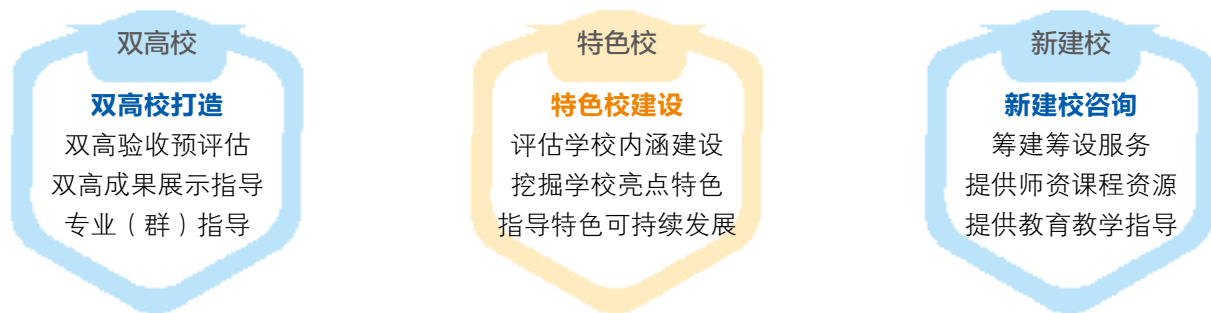 双高校
双高校打造
双高验收预评估
双高成果展示指导
专业（群）指导
特色校
特色校建设
评估学校内涵建设
挖掘学校亮点特色
指导特色可持续发展
新建校
新建校咨询
筹建筹设服务
提供师资课程资源
提供教育教学指导